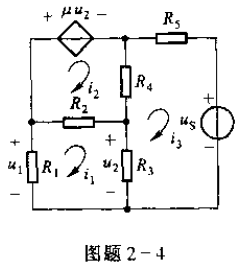 + μu₂ −
R₅
i₂
R₄
R₂
+ u₁ − R₁
i₁
+ u₂ − R₃
i₃
+ uS −
图题 2-4